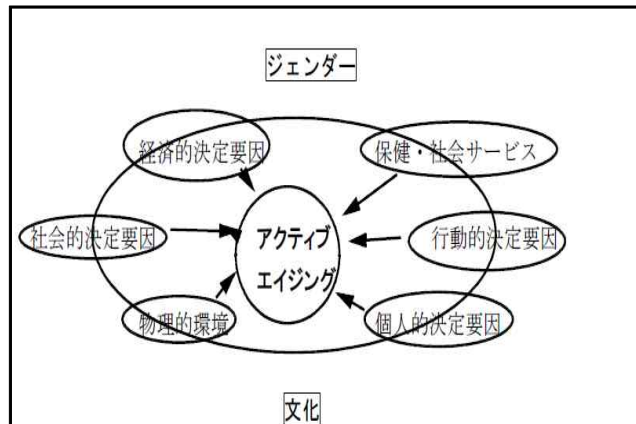 ジェンダー
経済的決定要因
保健・社会サービス
社会的決定要因
アクティブ
エイジング
行動的決定要因
物理的環境
個人的決定要因
文化